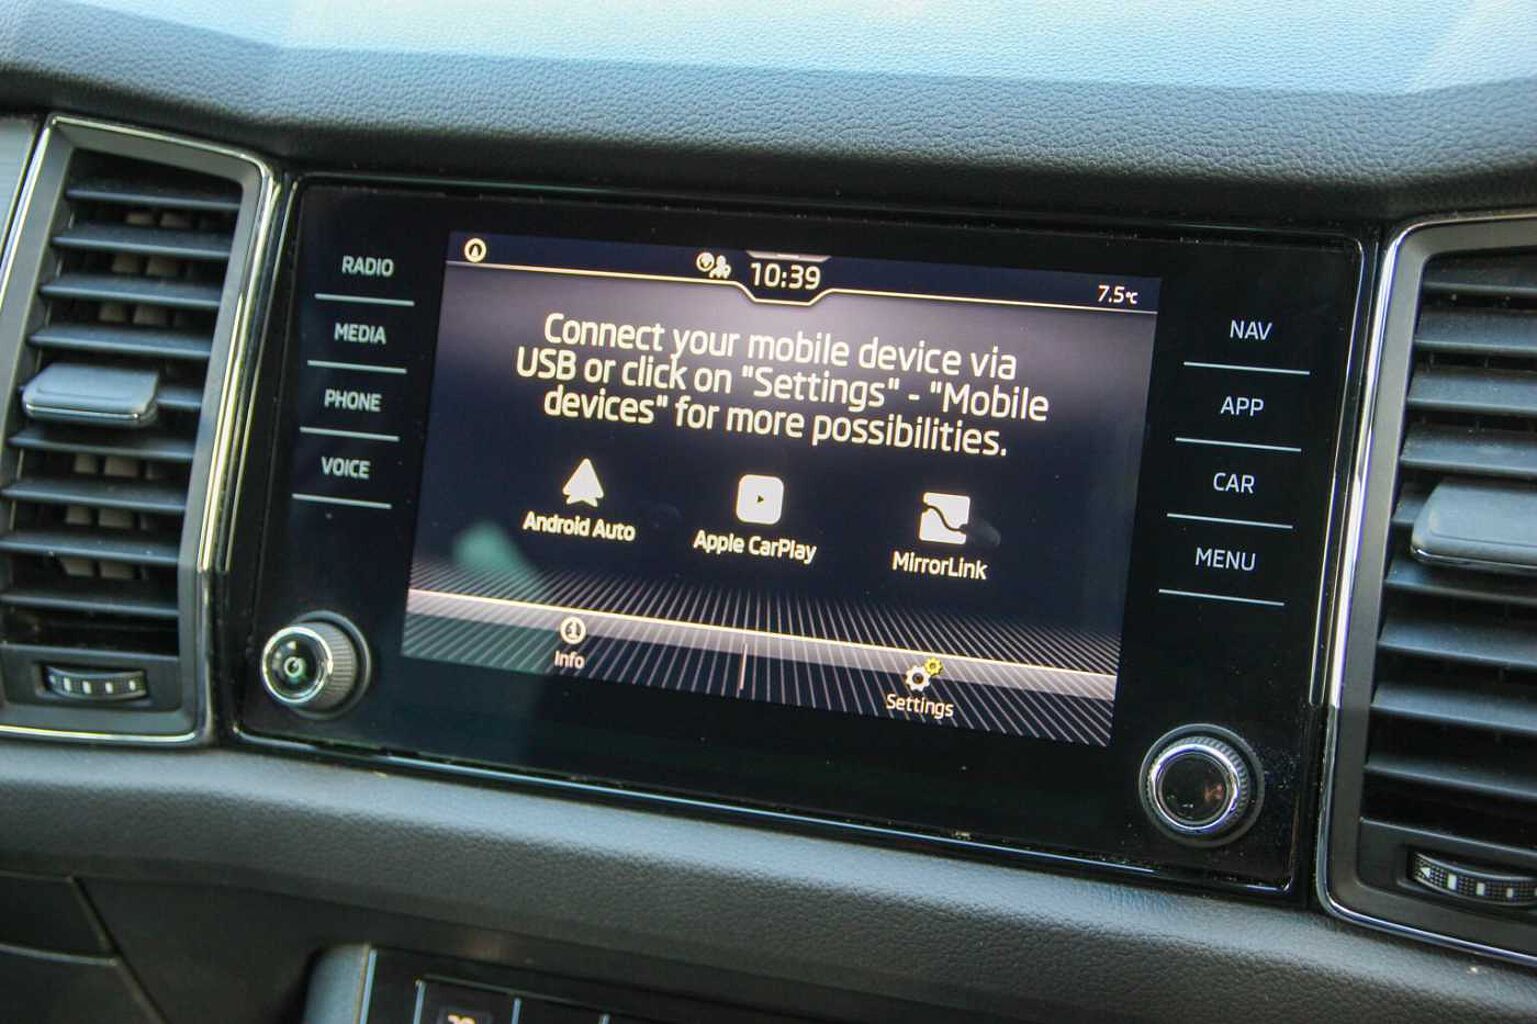 RADIO
MEDIA
PHONE
VOICE
10:39
7.5°C
Connect your mobile device via
USB or click on "Settings" - "Mobile
devices" for more possibilities.
Android Auto
Apple CarPlay
MirrorLink
Info
Settings
NAV
APP
CAR
MENU